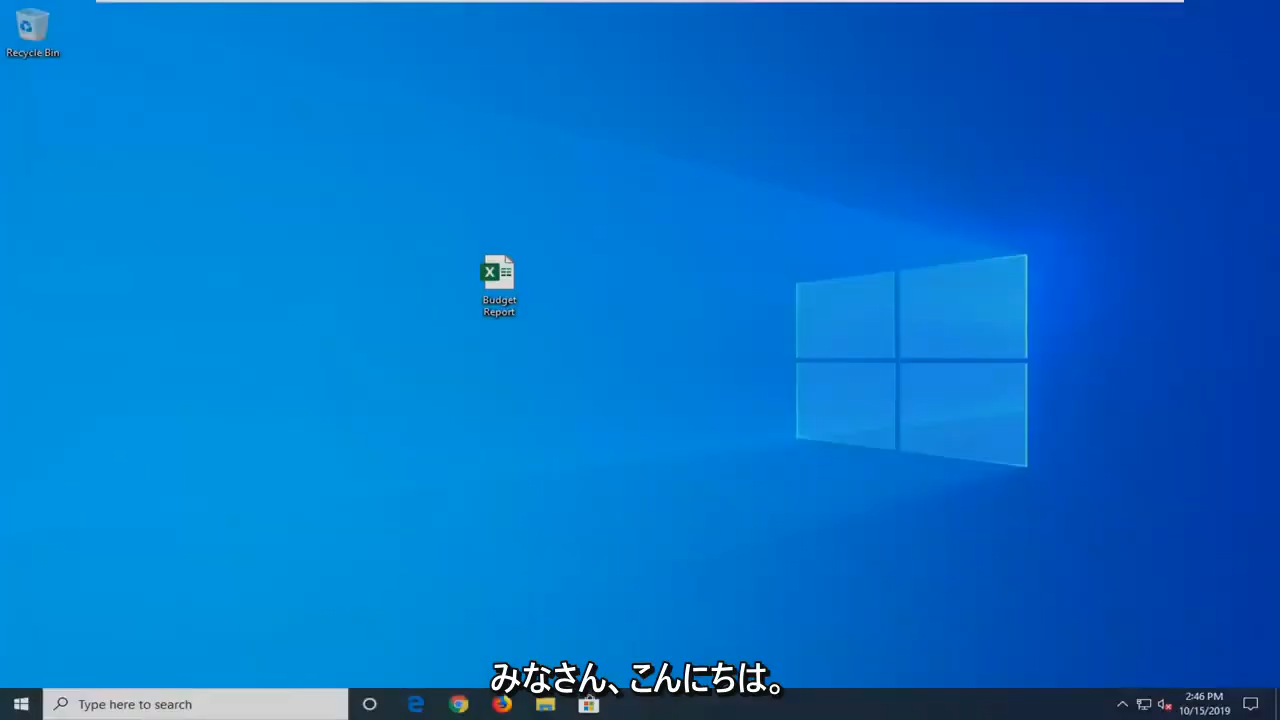 Recycle Bin
Budget
Report
みなさん、こんにちは。
Type here to search
2:46 PM
10/15/2019